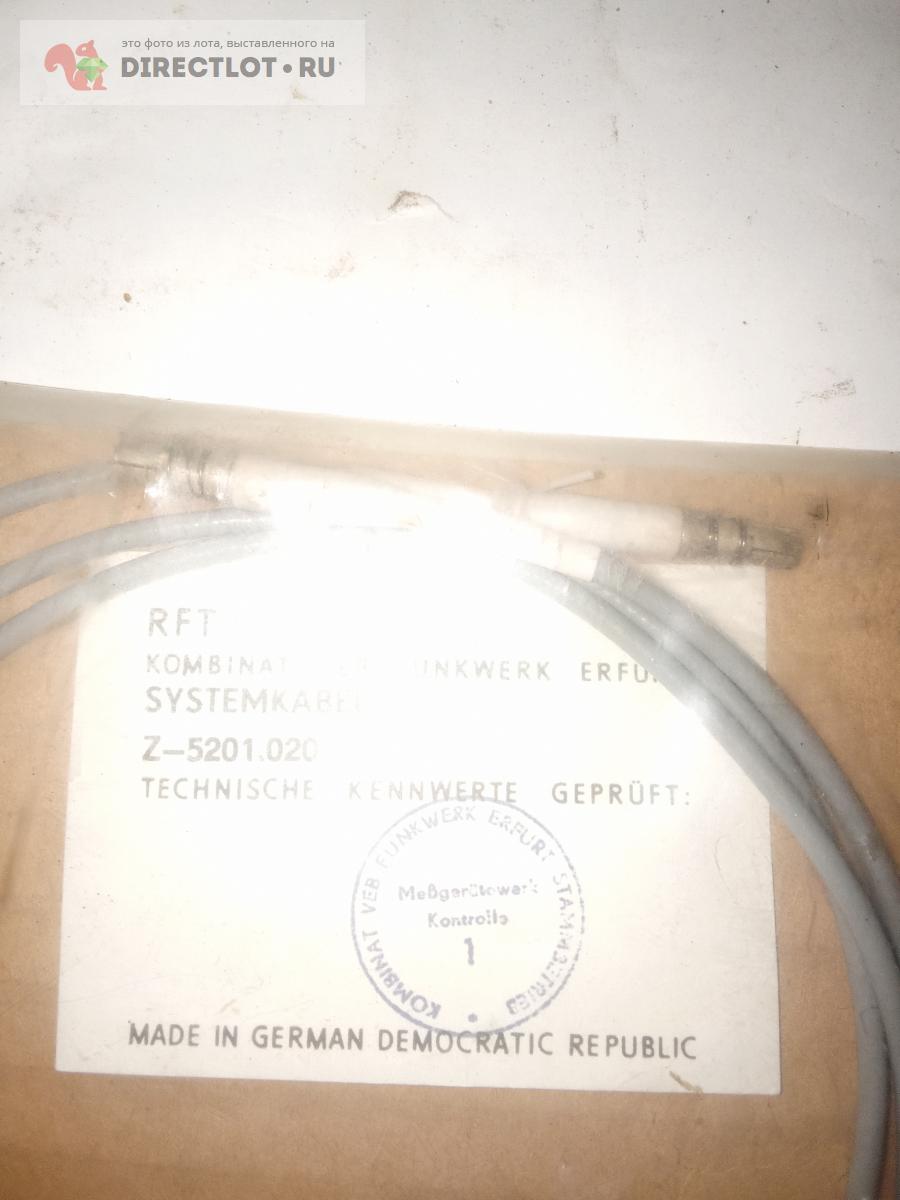 это фото из лота, выставленного на
DIRECTLOT•RU
RFT
KOMBINAT FUNKWERK
SYSTEMKABEL
Z–5201.020
TECHNISCHE KENNWERTE GEPRÜFT:
KOMBINAT VEB FUNKWERK ERFURT STAMMBETRIEB
Meßgerätewerk
Kontrolle
1
MADE IN GERMAN DEMOCRATIC REPUBLIC